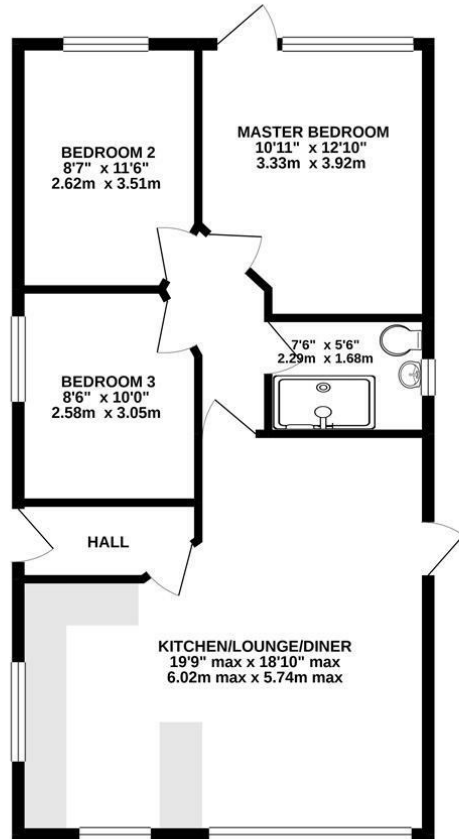 BEDROOM 2
8'7" x 11'6"
2.62m x 3.51m
MASTER BEDROOM
10'11" x 12'10"
3.33m x 3.92m
7'6" x 5'6"
2.29m x 1.68m
BEDROOM 3
8'6" x 10'0"
2.58m x 3.05m
HALL
KITCHEN/LOUNGE/DINER
19'9" max x 18'10" max
6.02m max x 5.74m max